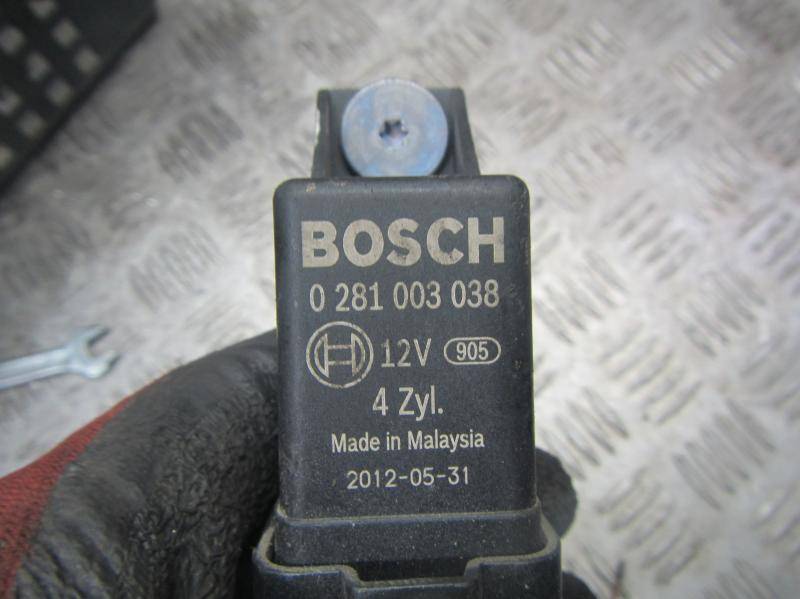 BOSCH
0 281 003 038
12V 905
4 Zyl.
Made in Malaysia
2012-05-31